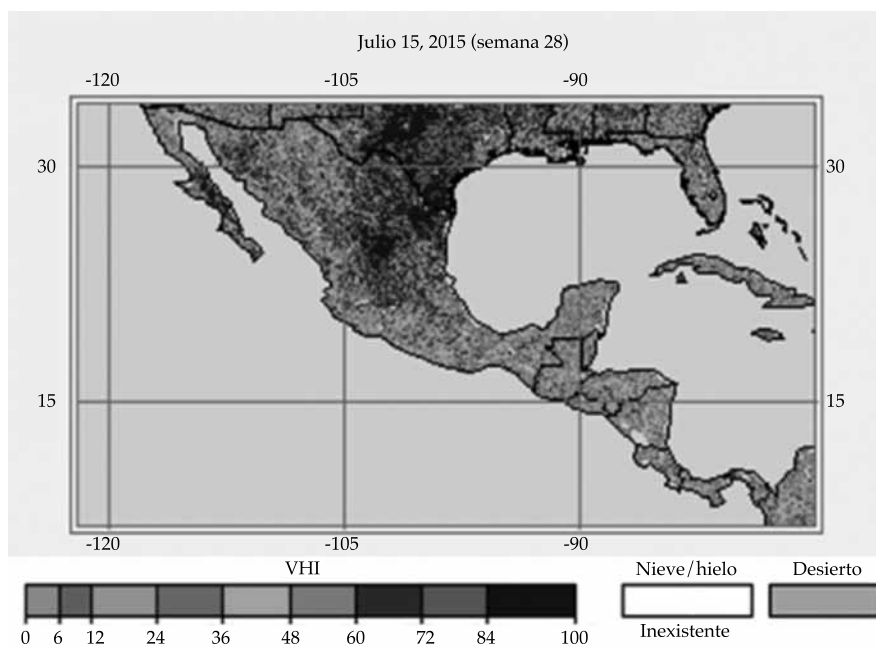 Julio 15, 2015 (semana 28)
-120 -105 -90
30 30
15 15
-120 -105 -90
VHI Nieve/hielo Desierto
Inexistente
0 6 12 24 36 48 60 72 84 100